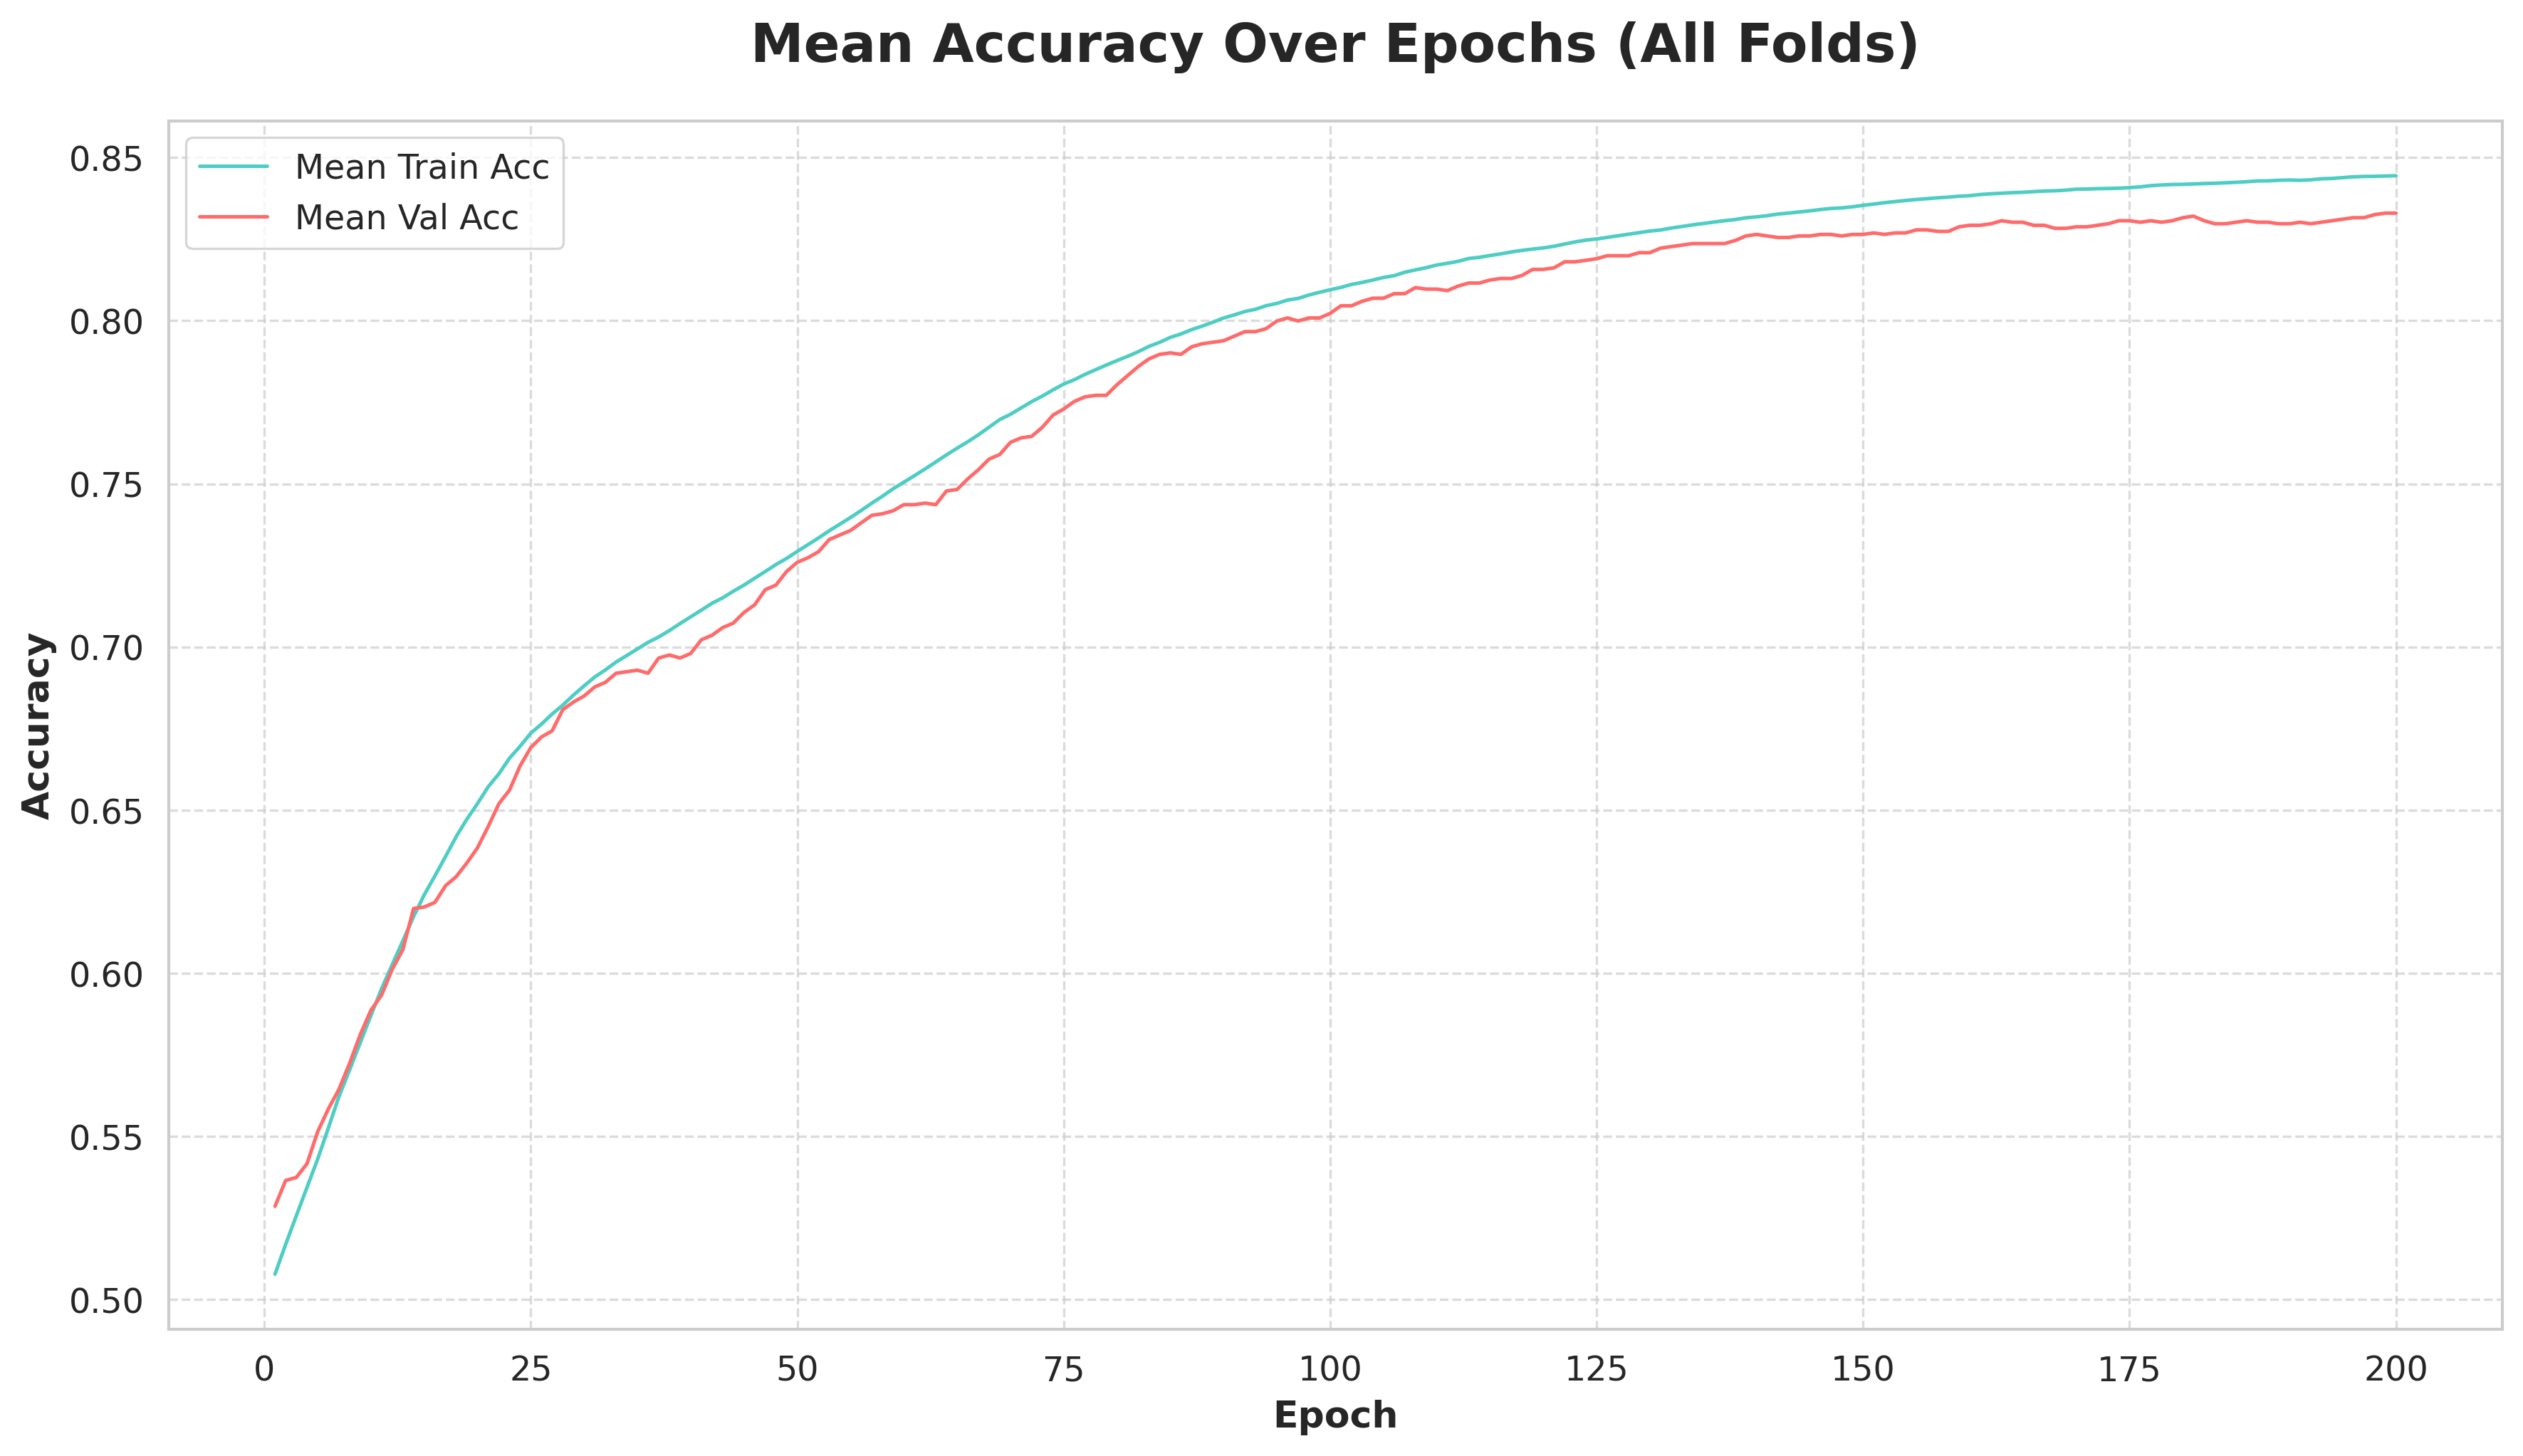 Mean Accuracy Over Epochs (All Folds)
Mean Train Acc
Mean Val Acc
0.85
0.80
0.75
0.70
0.65
0.60
0.55
0.50
Accuracy
0 25 50 75 100 125 150 175 200
Epoch